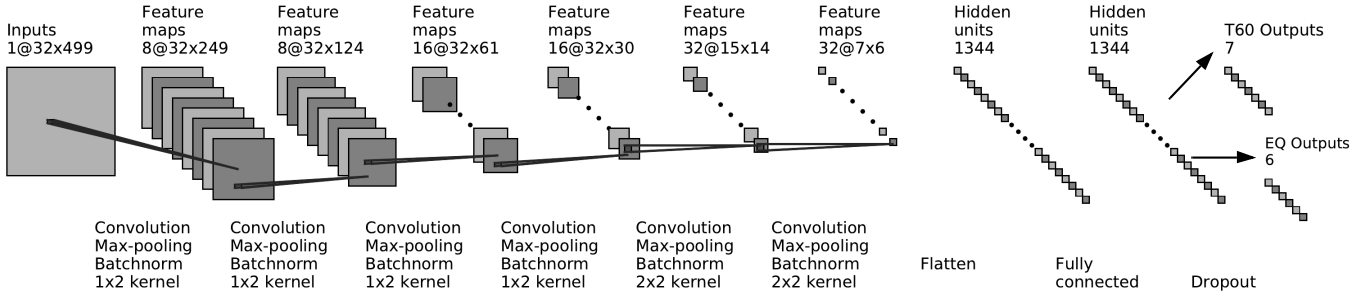 Inputs
1@32x499
Feature
maps
8@32x249
Feature
maps
8@32x124
Feature
maps
16@32x61
Feature
maps
16@32x30
Feature
maps
32@15x14
Feature
maps
32@7x6
Hidden
units
1344
Hidden
units
1344
T60 Outputs
7
EQ Outputs
6
Convolution
Max-pooling
Batchnorm
1x2 kernel
Convolution
Max-pooling
Batchnorm
1x2 kernel
Convolution
Max-pooling
Batchnorm
1x2 kernel
Convolution
Max-pooling
Batchnorm
1x2 kernel
Convolution
Max-pooling
Batchnorm
2x2 kernel
Convolution
Max-pooling
Batchnorm
2x2 kernel
Flatten
Fully
connected
Dropout